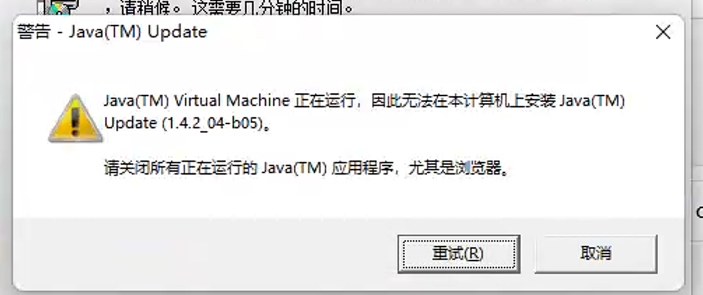 ，请稍候。这需要几分钟的时间。
警告 - Java(TM) Update
Java(TM) Virtual Machine 正在运行，因此无法在本计算机上安装 Java(TM)
Update (1.4.2_04-b05)。
请关闭所有正在运行的 Java(TM) 应用程序，尤其是浏览器。
重试(R)
取消